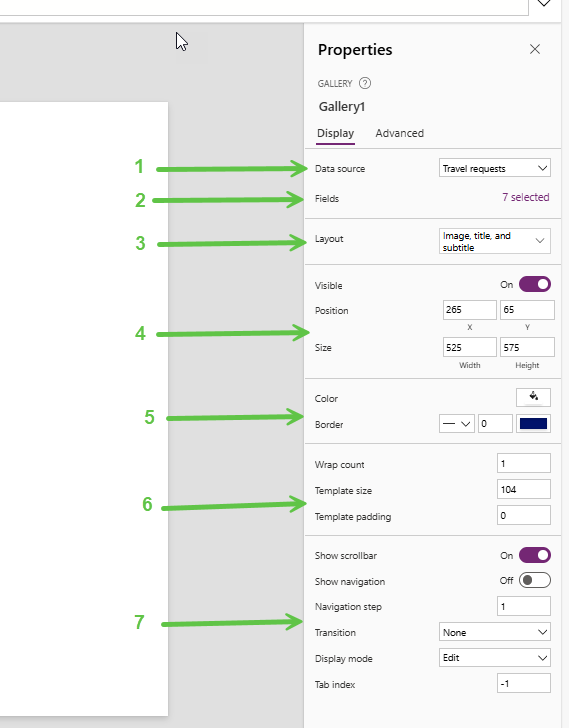 Properties
GALLERY ?
Gallery1
Display Advanced
1 Data source Travel requests
2 Fields 7 selected
3 Layout Image, title, and
subtitle
Visible On
Position 265 65
X Y
4
Size 525 575
Width Height
Color
5 Border 0
Wrap count 1
Template size 104
6
Template padding 0
Show scrollbar On
Show navigation Off
Navigation step 1
7
Transition None
Display mode Edit
Tab index -1